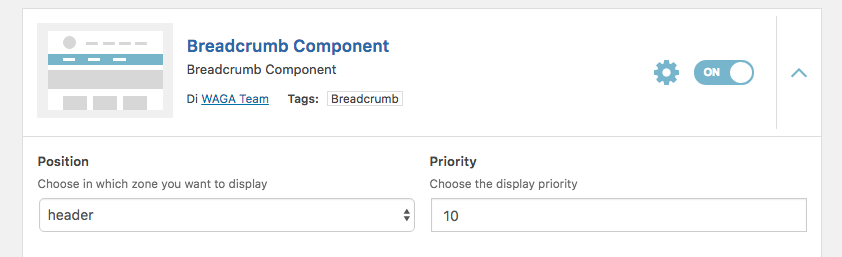 Breadcrumb Component
Breadcrumb Component
ON
Di WAGA Team Tags: Breadcrumb
Position
Choose in which zone you want to display
header
Priority
Choose the display priority
10